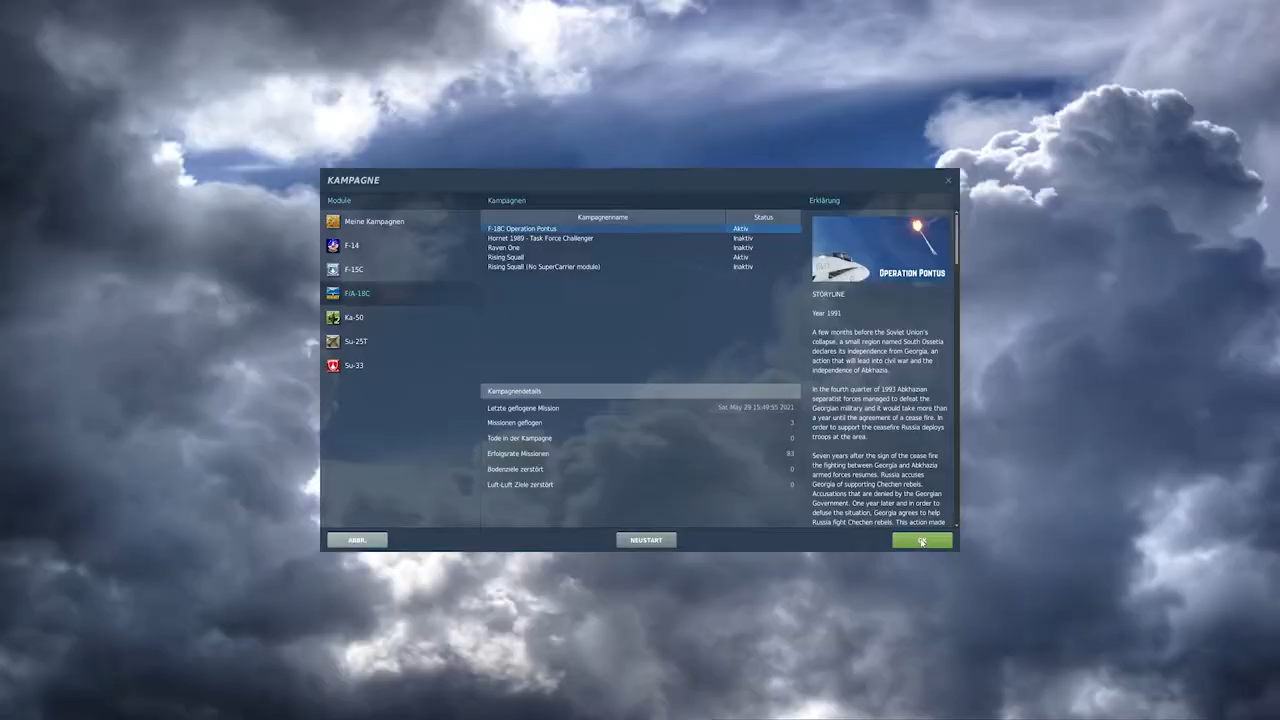 KAMPAGNE
Module
Kampagnen
Erklärung
Meine Kampagnen
F-14
F-15C
F/A-18C
Ka-50
Su-25T
Su-33
Kampagnenname
Status
F-18C Operation Pontus
Aktiv
Hornet 1989 - Task Force Challenger
Inaktiv
Raven One
Inaktiv
Rising Squall
Aktiv
Rising Squall (No SuperCarrier module)
Inaktiv
Kampagnendetails
Letzte geflogene Mission
Sat May 29 15:49:55 2021
Missionen geflogen
3
Tode in der Kampagne
0
Erfolgsrate Missionen
83
Bodenziele zerstört
0
Luft-Luft Ziele zerstört
0
OPERATION PONTUS
STORYLINE
Year 1991
A few months before the Soviet Union's
collapse, a small region named South Ossetia
declares its independence from Georgia, an
action that will lead into civil war and the
independence of Abkhazia.
In the fourth quarter of 1993 Abkhazian
separatist forces managed to defeat the
Georgian military and it would take more than
a year until the agreement of a cease fire. In
order to support the ceasefire Russia deploys
troops at the area.
Seven years after the sign of the cease fire
the fighting between Georgia and Abkhazia
armed forces resumes. Russia accuses
Georgia of supporting Chechen rebels.
Accusations that are denied by the Georgian
Government. One year later and in order to
defuse the situation, Georgia agrees to help
Russia fight Chechen rebels. This action made
ABBR.
NEUSTART
OK